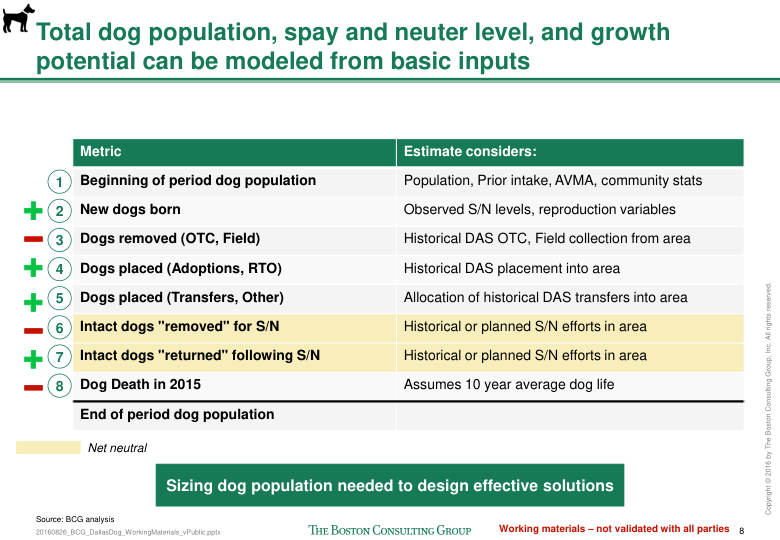 Total dog population, spay and neuter level, and growth
potential can be modeled from basic inputs
Metric Estimate considers:
1 Beginning of period dog population Population, Prior intake, AVMA, community stats
+ 2 New dogs born Observed S/N levels, reproduction variables
− 3 Dogs removed (OTC, Field) Historical DAS OTC, Field collection from area
+ 4 Dogs placed (Adoptions, RTO) Historical DAS placement into area
+ 5 Dogs placed (Transfers, Other) Allocation of historical DAS transfers into area
− 6 Intact dogs "removed" for S/N Historical or planned S/N efforts in area
+ 7 Intact dogs "returned" following S/N Historical or planned S/N efforts in area
− 8 Dog Death in 2015 Assumes 10 year average dog life
End of period dog population
Net neutral
Sizing dog population needed to design effective solutions
Source: BCG analysis
20160826_BCG_DallasDog_WorkingMaterials_vPublic.pptx
The Boston Consulting Group
Working materials – not validated with all parties 8
Copyright © 2016 by The Boston Consulting Group, Inc. All rights reserved.